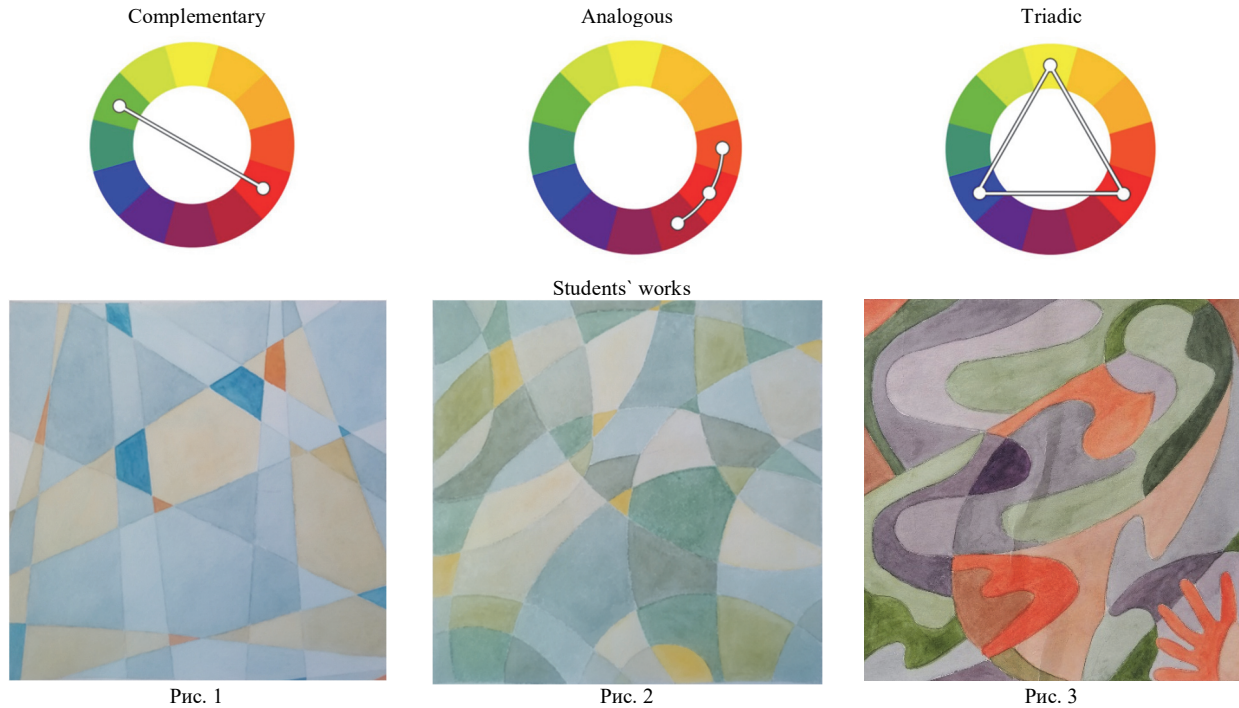 Complementary
Analogous
Triadic
Students` works
Рис. 1
Рис. 2
Рис. 3